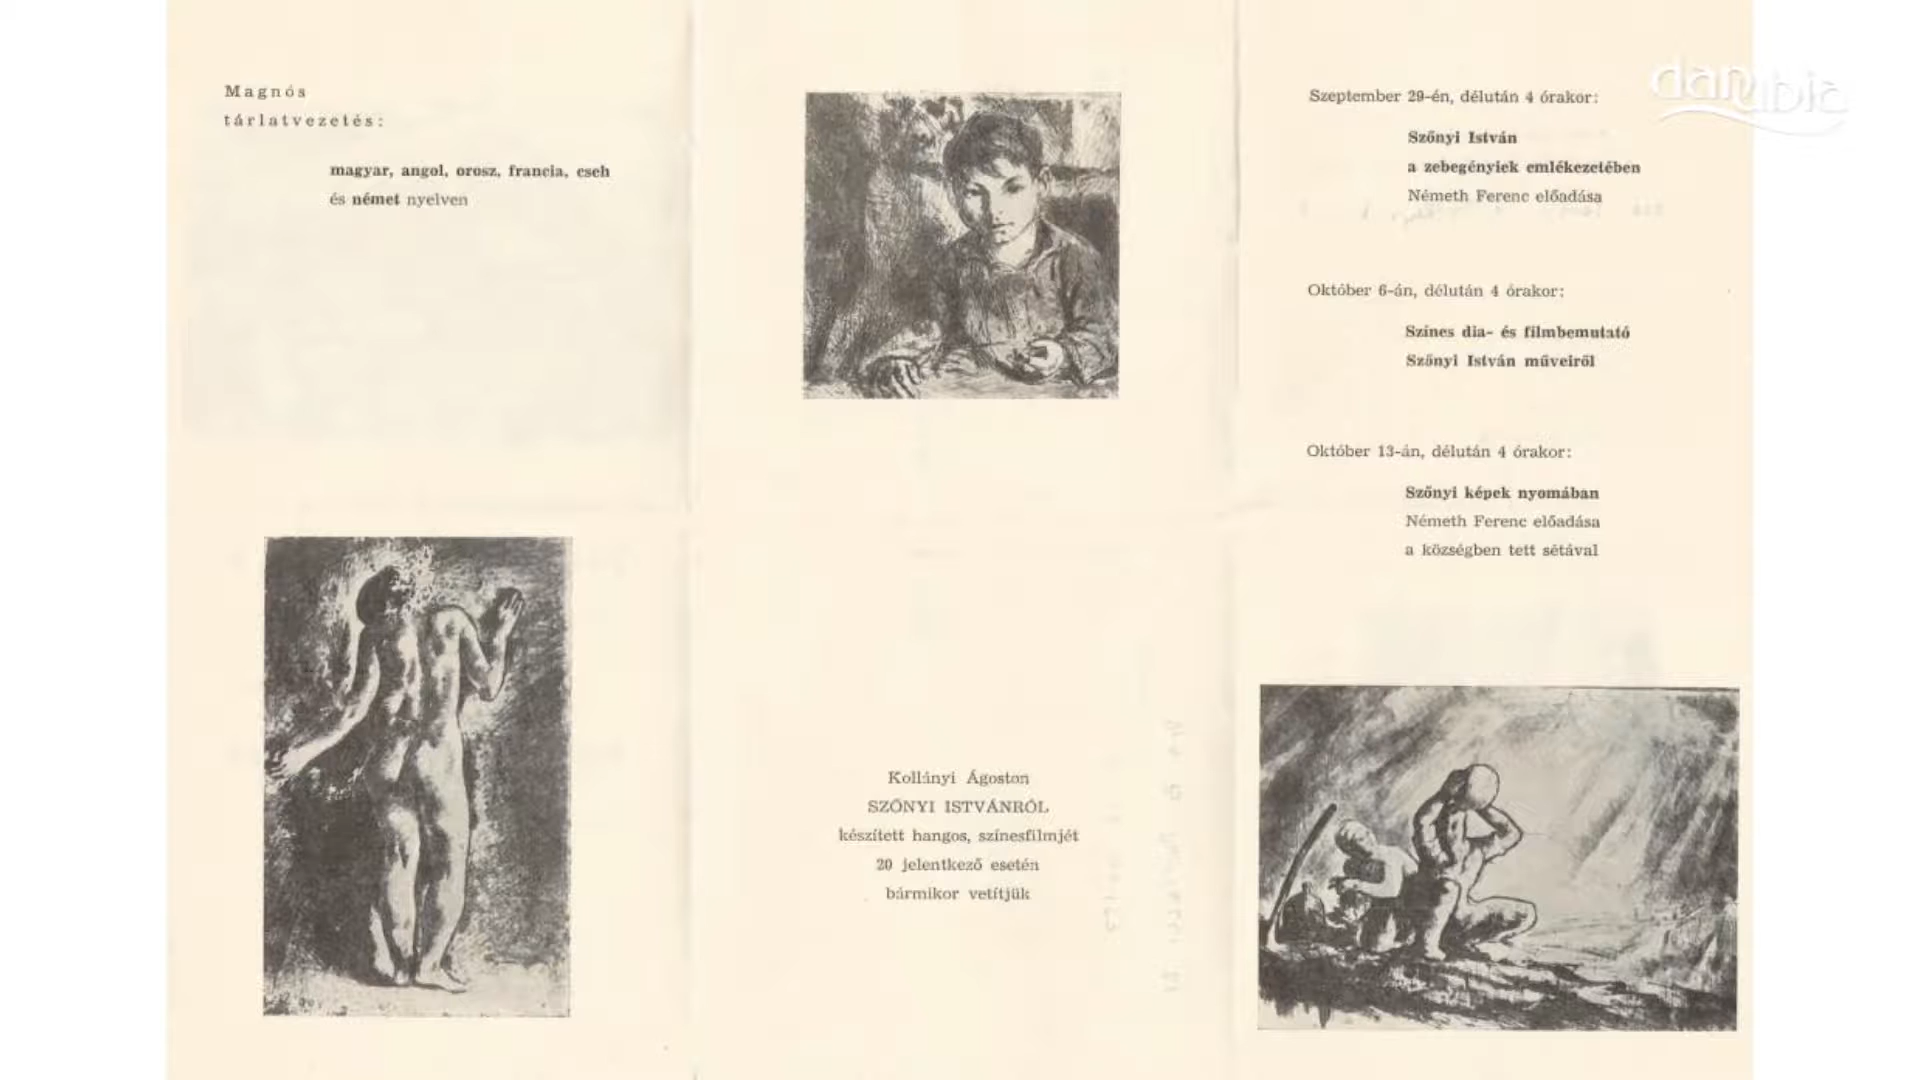 Magnós
tárlatvezetés:
magyar, angol, orosz, francia, cseh
és német nyelven
Kollányi Ágoston
SZŐNYI ISTVÁNRÓL
készített hangos, színesfilmjét
20 jelentkező esetén
bármikor vetítjük
Szeptember 29-én, délután 4 órakor:
Szőnyi István
a zebegényiek emlékezetében
Németh Ferenc előadása
Október 6-án, délután 4 órakor:
Színes dia- és filmbemutató
Szőnyi István műveiről
Október 13-án, délután 4 órakor:
Szőnyi képek nyomában
Németh Ferenc előadása
a községben tett sétával
danubia